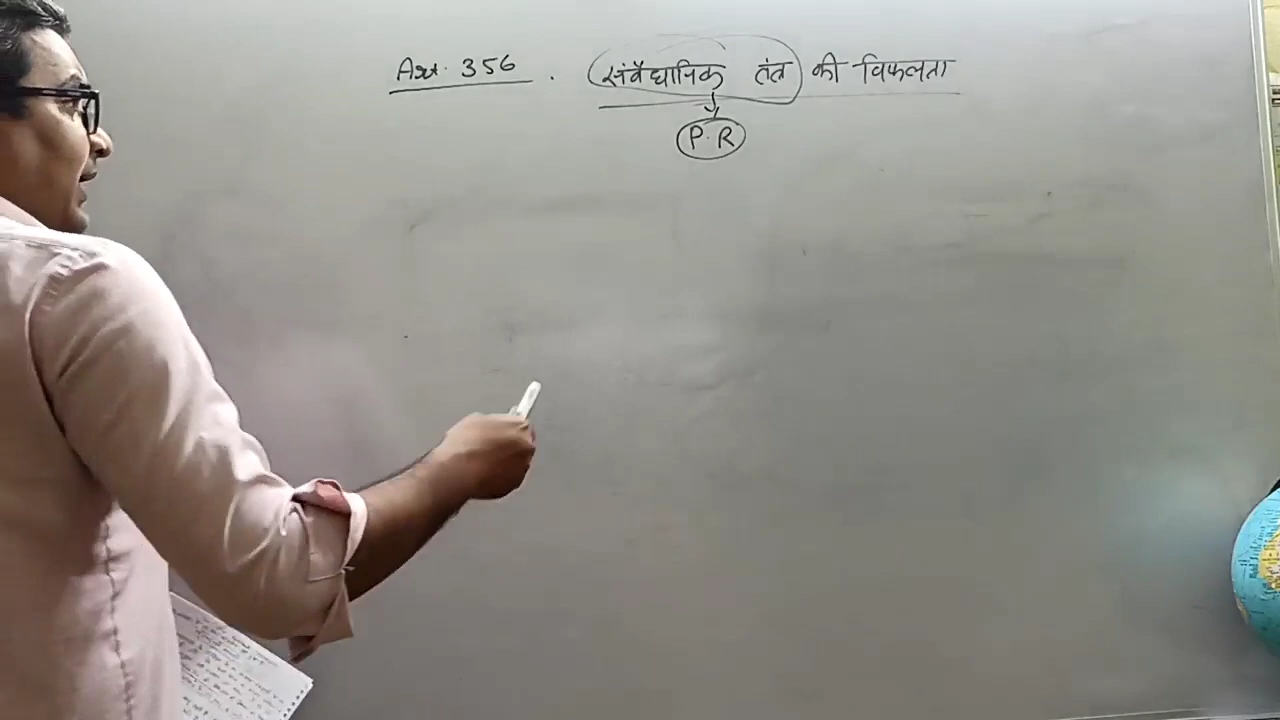 Art. 356 . संवैधानिक तंत्र की विफलता
P.R